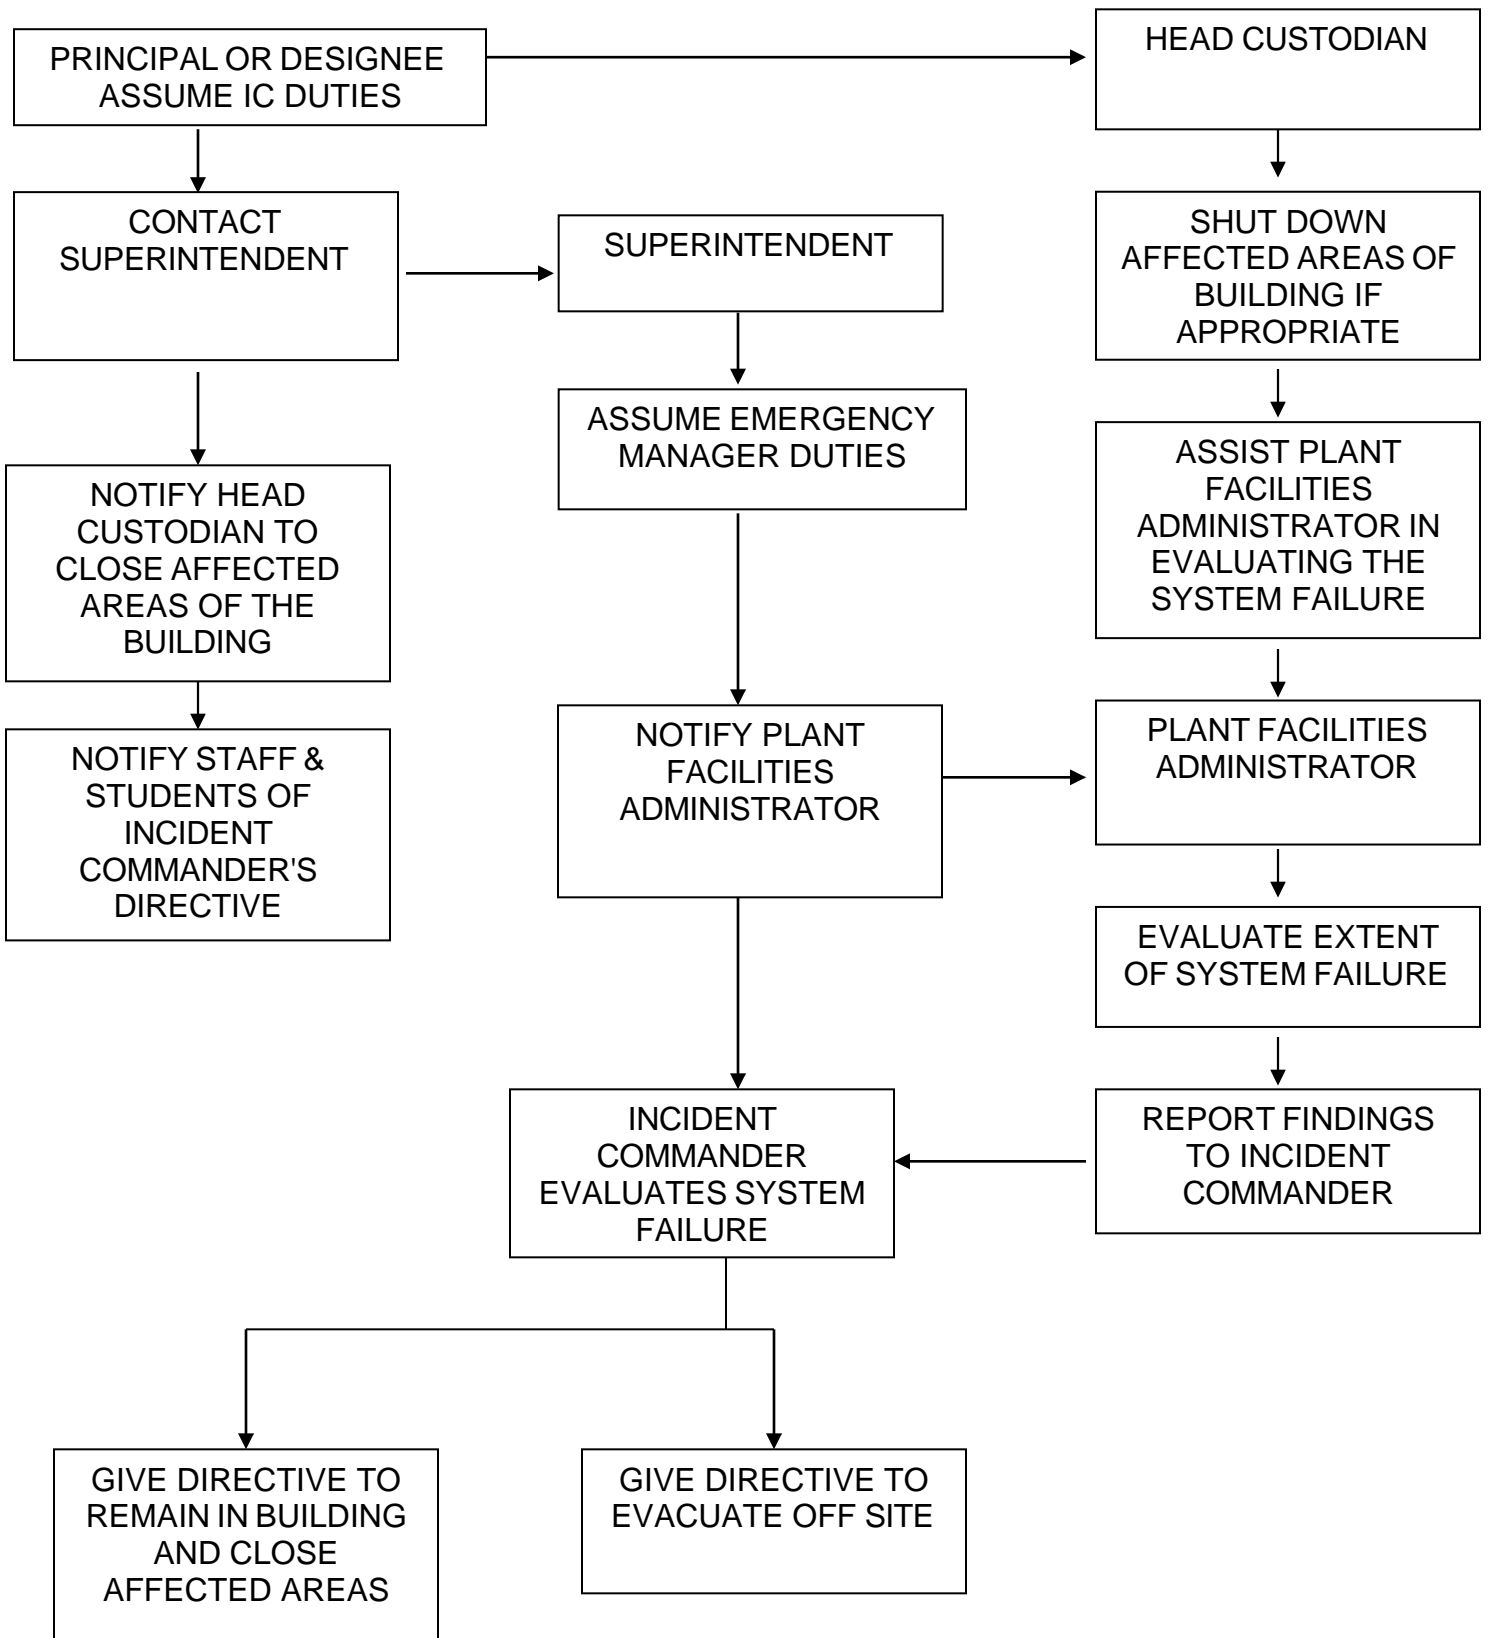 PRINCIPAL OR DESIGNEE
ASSUME IC DUTIES
HEAD CUSTODIAN
CONTACT
SUPERINTENDENT
SUPERINTENDENT
SHUT DOWN
AFFECTED AREAS OF
BUILDING IF
APPROPRIATE
ASSUME EMERGENCY
MANAGER DUTIES
ASSIST PLANT
FACILITIES
ADMINISTRATOR IN
EVALUATING THE
SYSTEM FAILURE
NOTIFY HEAD
CUSTODIAN TO
CLOSE AFFECTED
AREAS OF THE
BUILDING
NOTIFY STAFF &
STUDENTS OF
INCIDENT
COMMANDER'S
DIRECTIVE
NOTIFY PLANT
FACILITIES
ADMINISTRATOR
PLANT FACILITIES
ADMINISTRATOR
EVALUATE EXTENT
OF SYSTEM FAILURE
INCIDENT
COMMANDER
EVALUATES SYSTEM
FAILURE
REPORT FINDINGS
TO INCIDENT
COMMANDER
GIVE DIRECTIVE TO
REMAIN IN BUILDING
AND CLOSE
AFFECTED AREAS
GIVE DIRECTIVE TO
EVACUATE OFF SITE